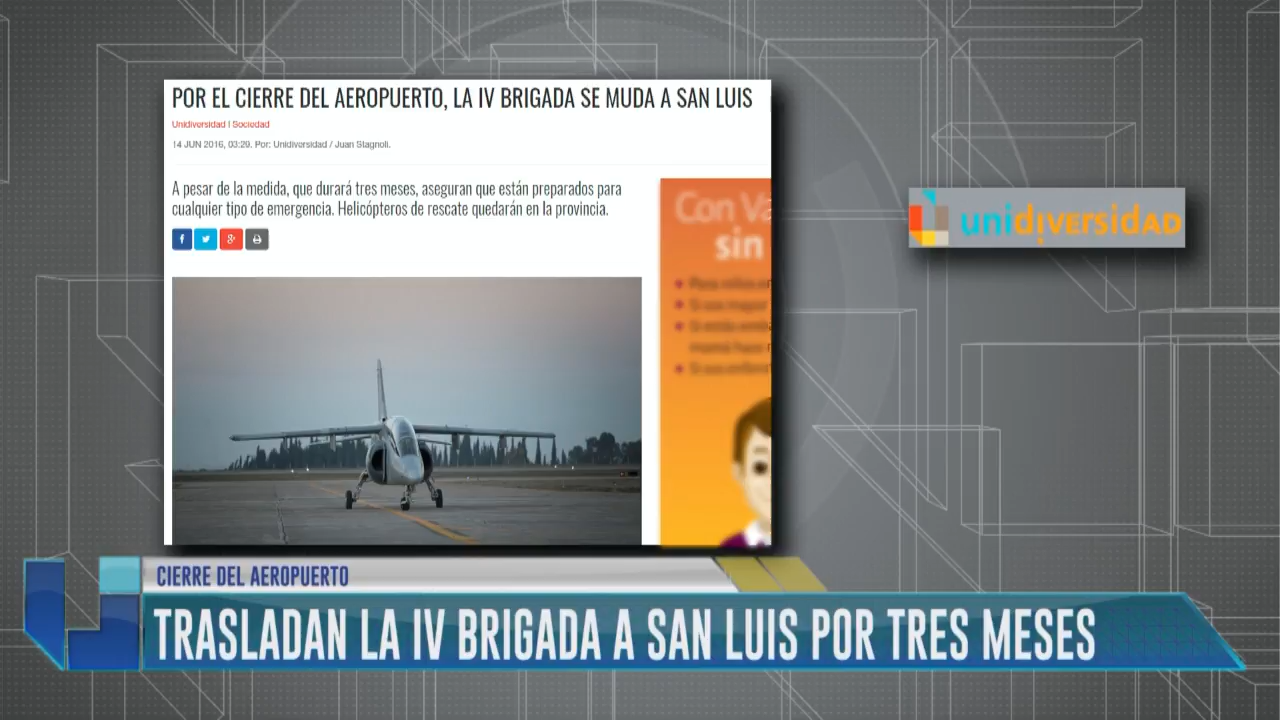 POR EL CIERRE DEL AEROPUERTO, LA IV BRIGADA SE MUDA A SAN LUIS
Unidiversidad | Sociedad
14 JUN 2016, 03:29. Por: Unidiversidad / Juan Stagnoli.
A pesar de la medida, que durará tres meses, aseguran que están preparados para
cualquier tipo de emergencia. Helicópteros de rescate quedarán en la provincia.
Con Va
sin
unidiversidad
CIERRE DEL AEROPUERTO
TRASLADAN LA IV BRIGADA A SAN LUIS POR TRES MESES